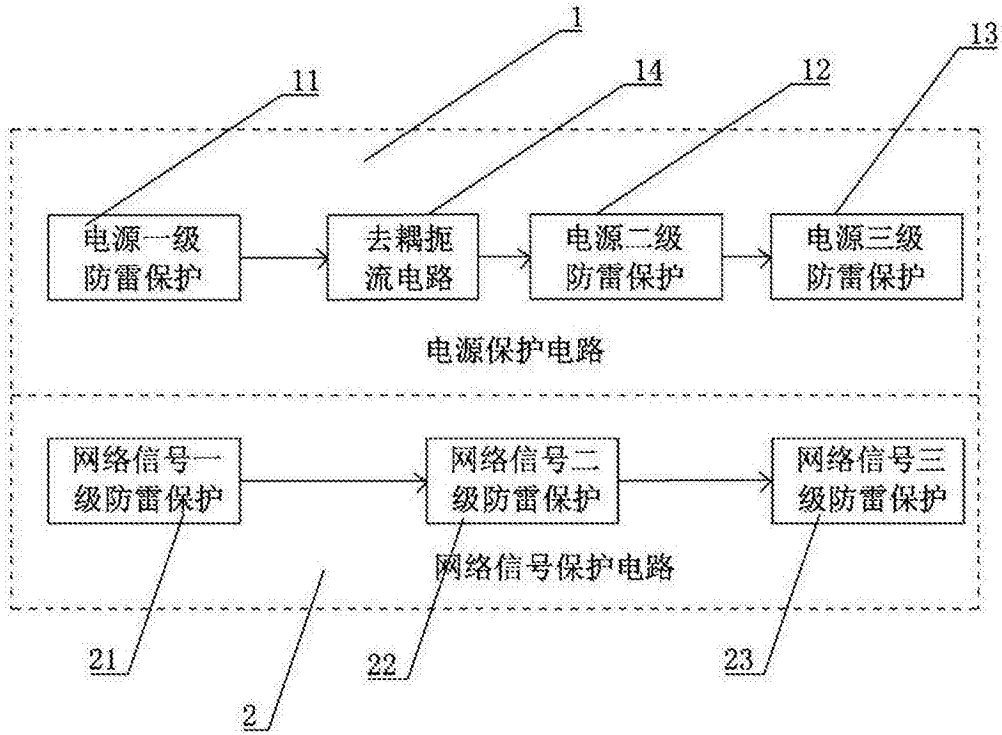 1
11
14
12
13
电源一级
防雷保护
去耦扼
流电路
电源二级
防雷保护
电源三级
防雷保护
电源保护电路
网络信号一
级防雷保护
网络信号二
级防雷保护
网络信号三
级防雷保护
网络信号保护电路
21
22
23
2